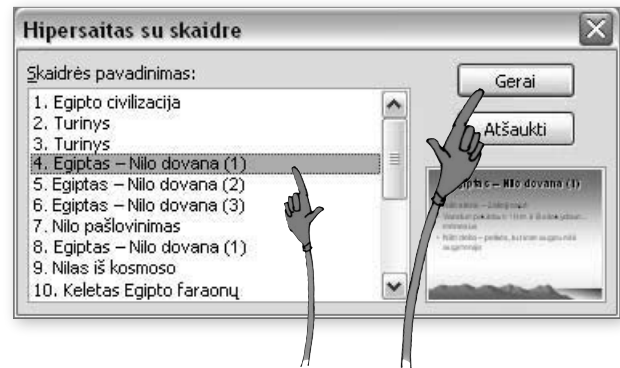 Hipersaitas su skaidre
Skaidrės pavadinimas:
1. Egipto civilizacija
2. Turinys
3. Turinys
4. Egiptas – Nilo dovana (1)
5. Egiptas – Nilo dovana (2)
6. Egiptas – Nilo dovana (3)
7. Nilo pašlovinimas
8. Egiptas – Nilo dovana (1)
9. Nilas iš kosmoso
10. Keletas Egipto faraonų
Gerai
Atšaukti
Nilo dovana (1)